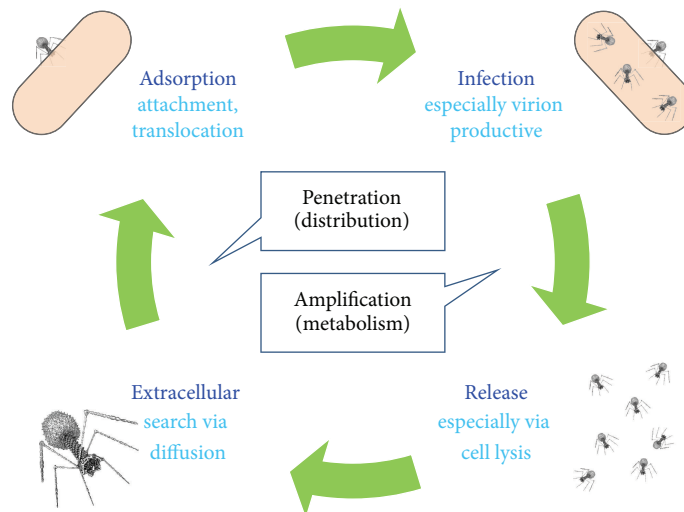 Adsorption
attachment,
translocation
Infection
especially virion
productive
Penetration
(distribution)
Amplification
(metabolism)
Extracellular
search via
diffusion
Release
especially via
cell lysis